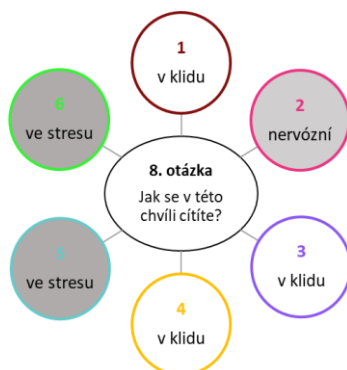 1
v klidu
2
nervózní
3
v klidu
4
v klidu
5
ve stresu
6
ve stresu
8. otázka
Jak se v této
chvíli cítíte?